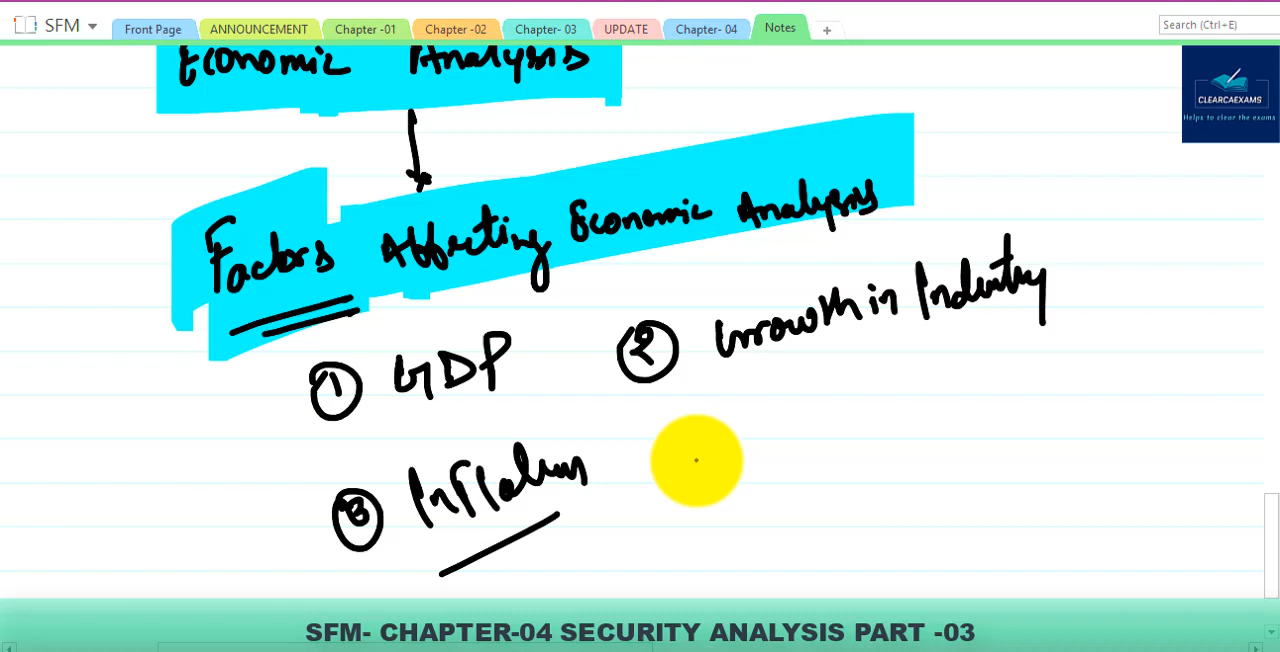 SFM
Front Page
ANNOUNCEMENT
Chapter -01
Chapter -02
Chapter- 03
UPDATE
Chapter- 04
Notes
+
Search (Ctrl+E)
CLEARCAEXAMS
Helps to clear the exams
Economic Analysis
Factors Affecting Economic Analysis
① GDP
② Growth in Industry
③ Inflation
SFM- CHAPTER-04 SECURITY ANALYSIS PART -03